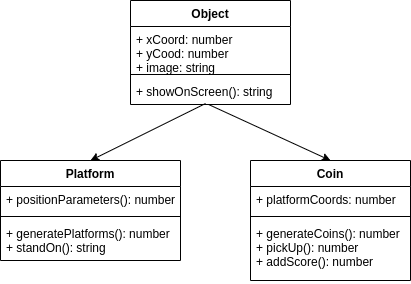 Object
+ xCoord: number
+ yCood: number
+ image: string
+ showOnScreen(): string
Platform
+ positionParameters(): number
+ generatePlatforms(): number
+ standOn(): string
Coin
+ platformCoords: number
+ generateCoins(): number
+ pickUp(): number
+ addScore(): number